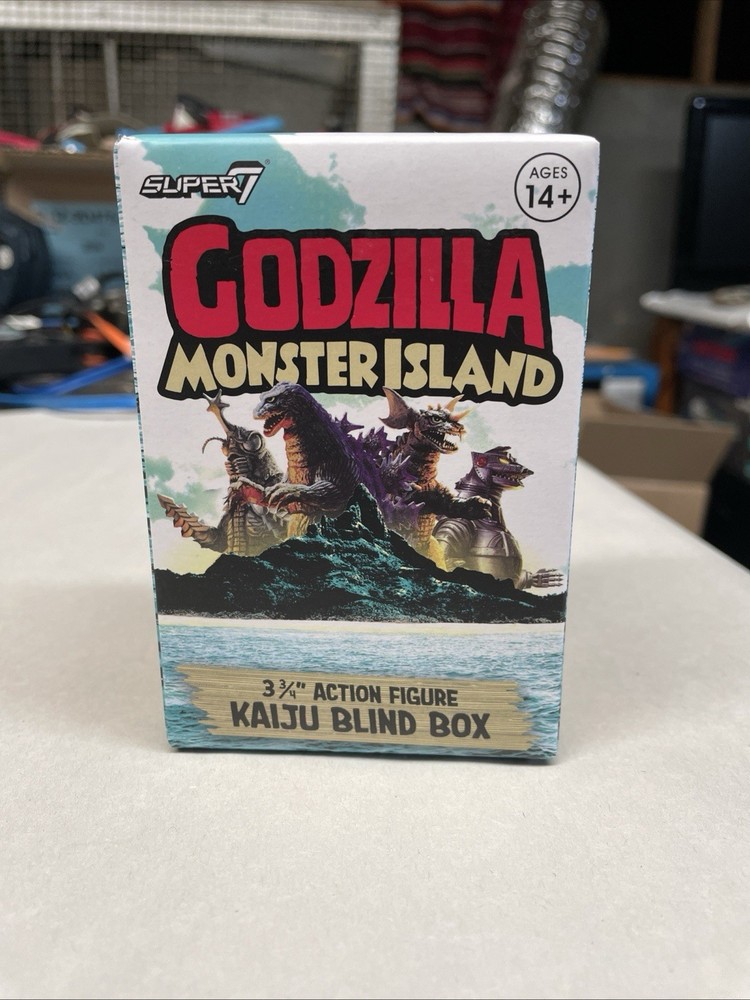 SUPER7
AGES
14+
GODZILLA
MONSTER ISLAND
3 3/4" ACTION FIGURE
KAIJU BLIND BOX